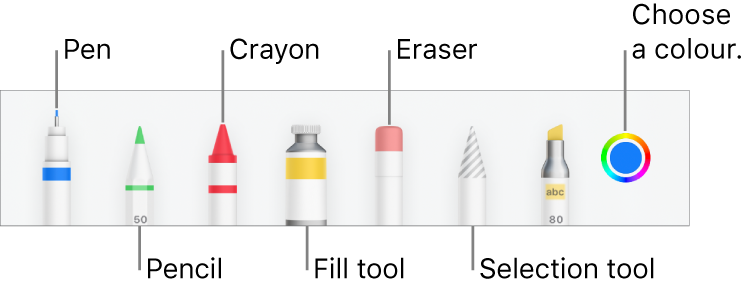 Choose
a colour.
Pen
Crayon
Eraser
50
abc
80
Pencil
Fill tool
Selection tool